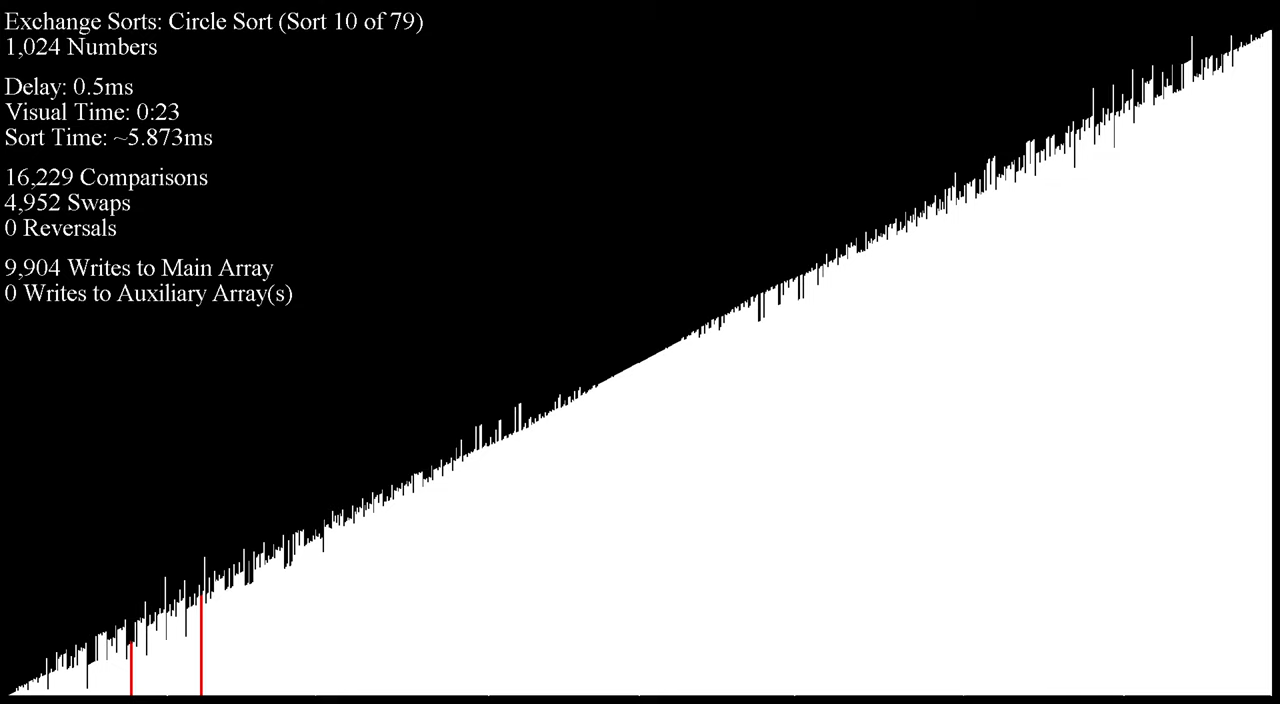 Exchange Sorts: Circle Sort (Sort 10 of 79)
1,024 Numbers
Delay: 0.5ms
Visual Time: 0:23
Sort Time: ~5.873ms
16,229 Comparisons
4,952 Swaps
0 Reversals
9,904 Writes to Main Array
0 Writes to Auxiliary Array(s)